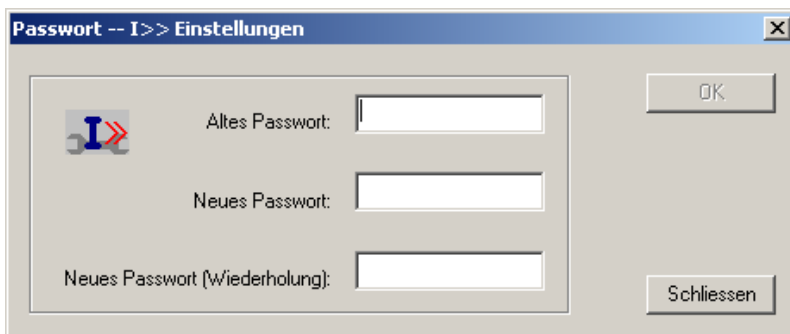 Passwort -- I>> Einstellungen
Altes Passwort:
OK
I>>
Neues Passwort:
Neues Passwort (Wiederholung):
Schliessen